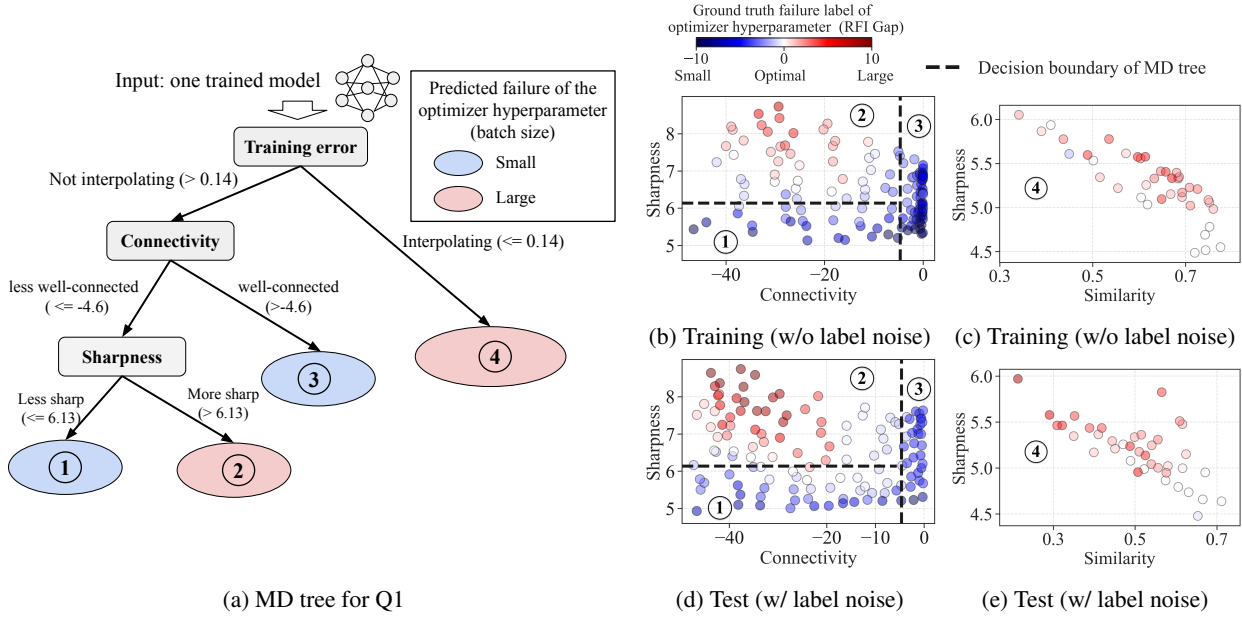 Input: one trained model
Predicted failure of the
optimizer hyperparameter
(batch size)
Small
Large
Training error
Not interpolating (> 0.14)
Interpolating (<= 0.14)
Connectivity
less well-connected
( <= -4.6)
well-connected
(>-4.6)
Sharpness
3
4
Less sharp
(<= 6.13)
More sharp
(> 6.13)
1
2
(a) MD tree for Q1
Ground truth failure label of
optimizer hyperparameter (RFI Gap)
−10 0 10
Small Optimal Large
Decision boundary of MD tree
Sharpness
8
7
6
5
2
3
1
−40 −20 0
Connectivity
(b) Training (w/o label noise)
Sharpness
6.0
5.5
5.0
4.5
4
0.3 0.5 0.7
Similarity
(c) Training (w/o label noise)
Sharpness
8
7
6
5
2
3
1
−40 −20 −10 0
Connectivity
(d) Test (w/ label noise)
Sharpness
6.0
5.5
5.0
4.5
4
0.3 0.5 0.7
Similarity
(e) Test (w/ label noise)